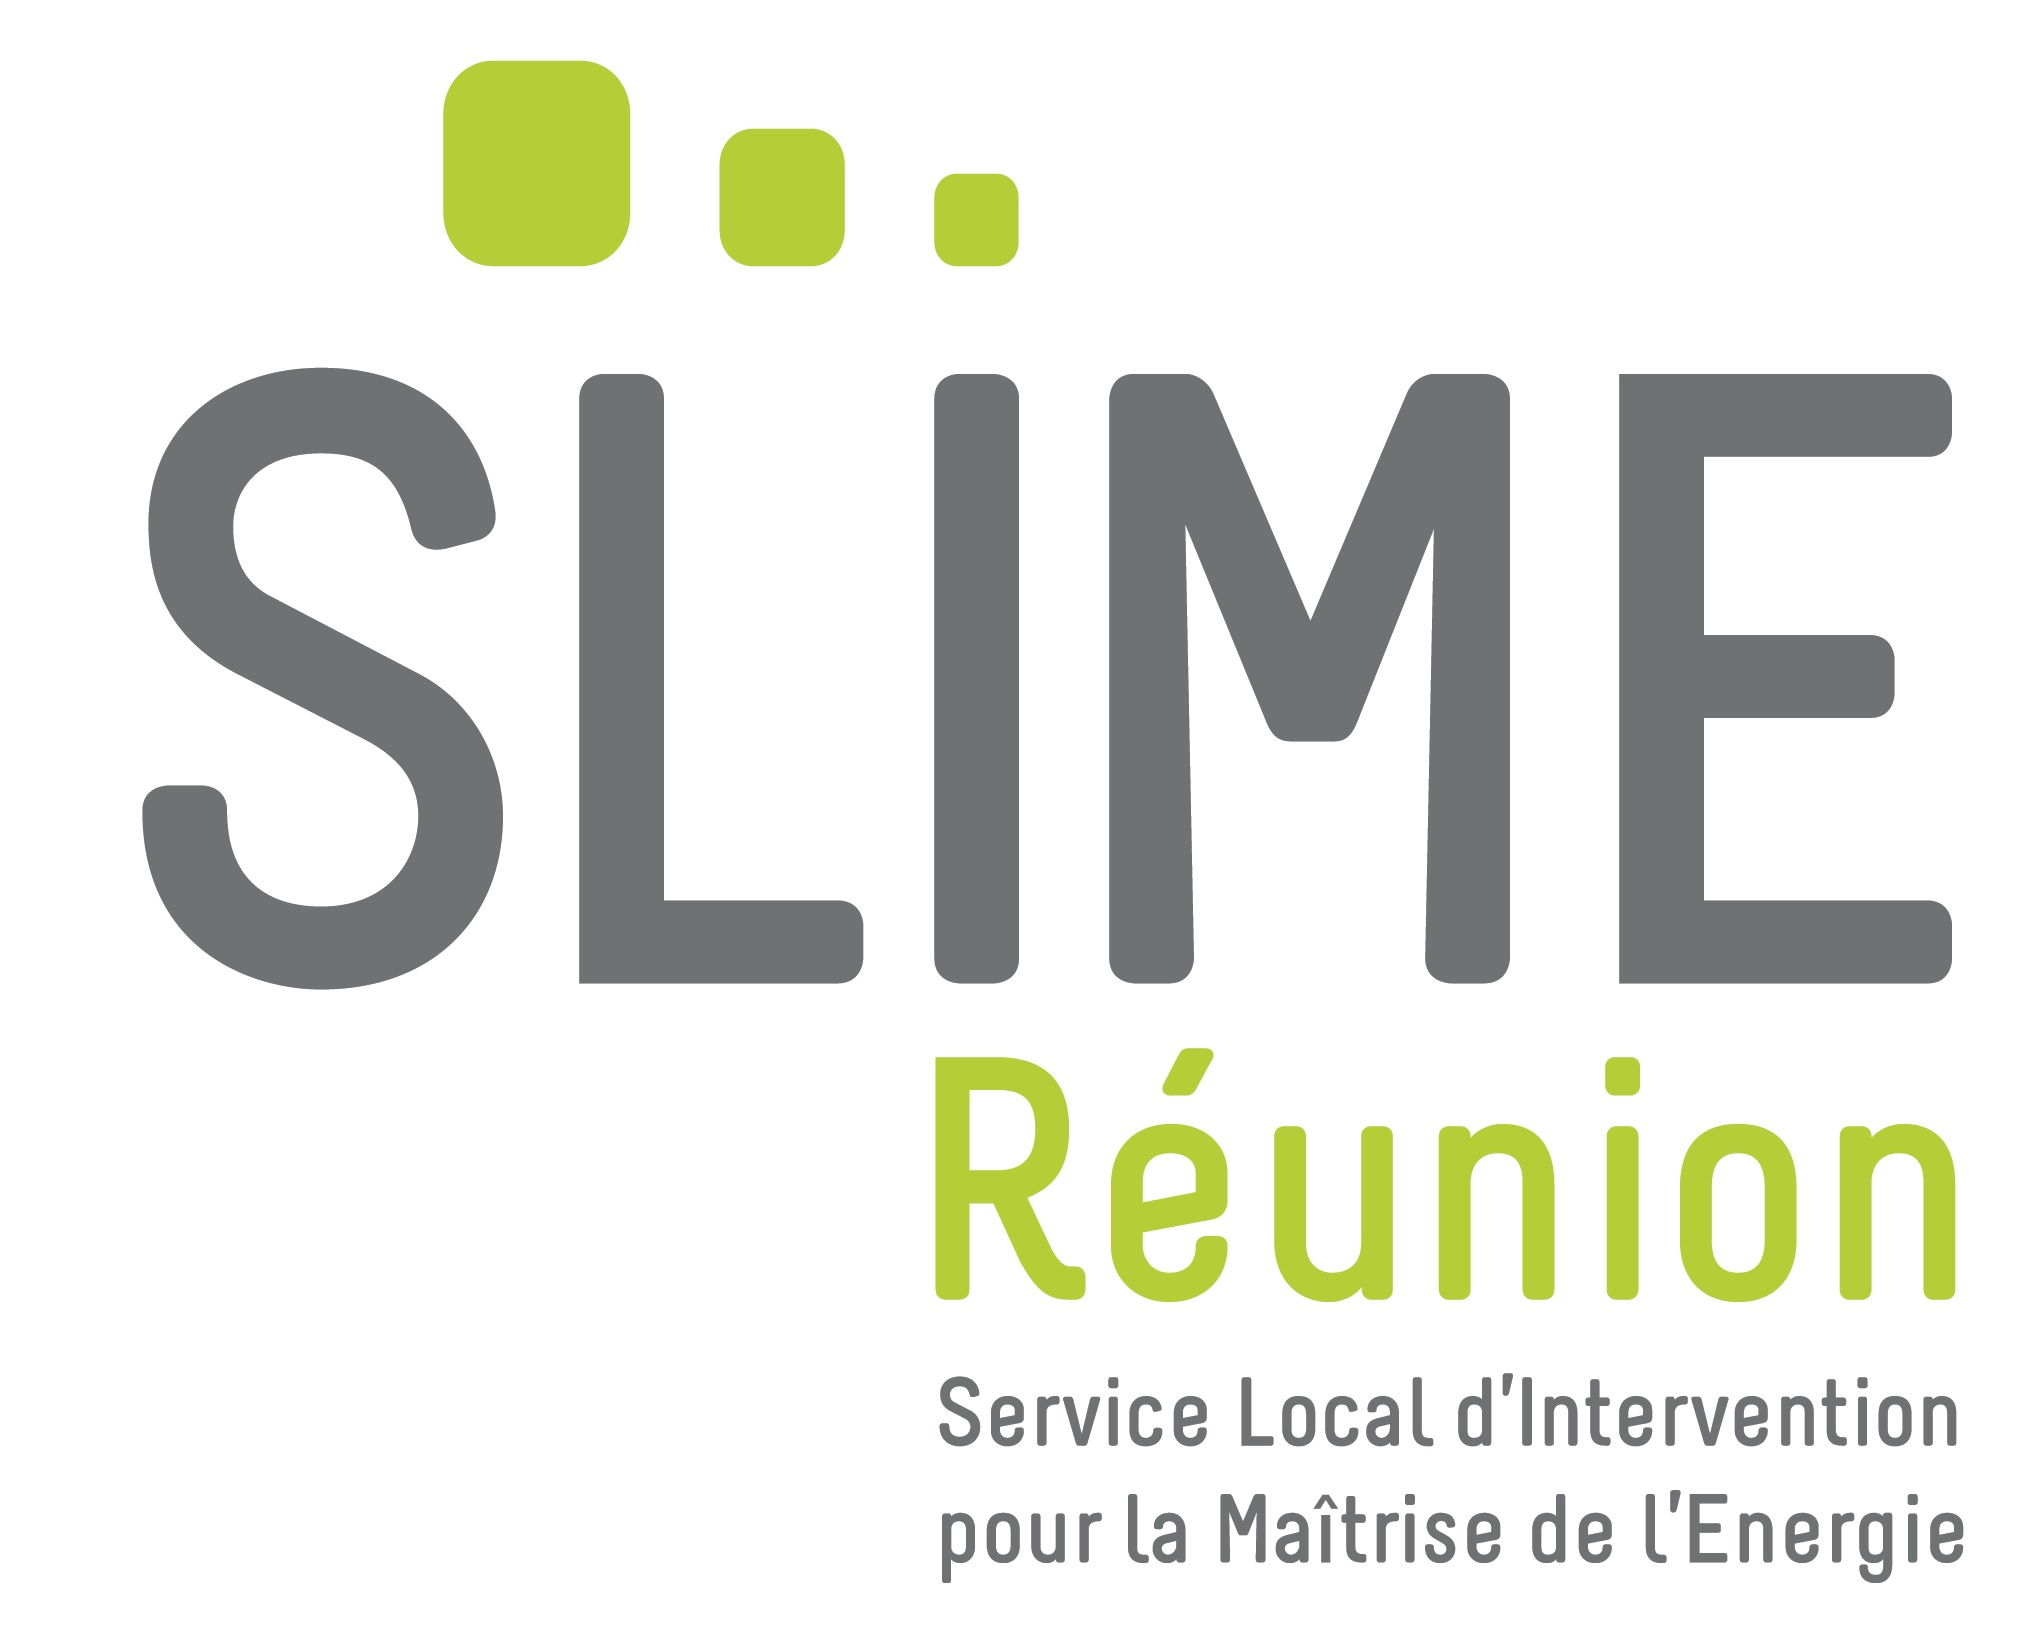 SLIME
Réunion
Service Local d'Intervention
pour la Maîtrise de l'Energie